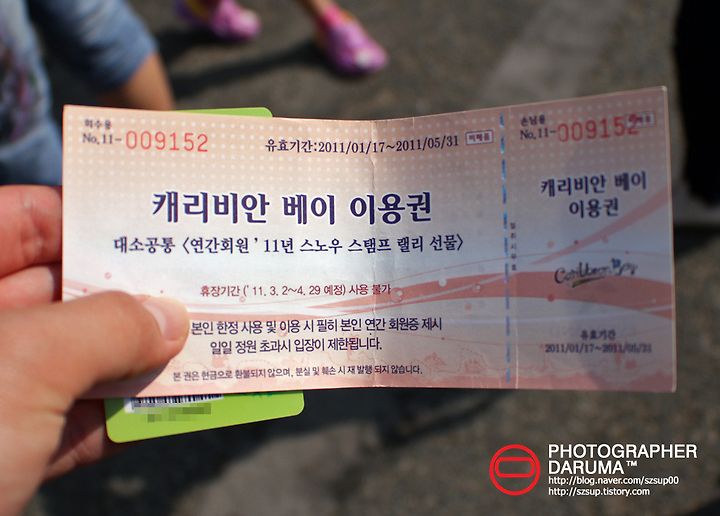 회수용
No.11-009152
유효기간:2011/01/17~2011/05/31
캐리비안 베이 이용권
대소공통 <연간회원 '11년 스노우 스탬프 랠리 선물>
휴장기간 ('11. 3. 2~4. 29 예정) 사용 불가
본인 한정 사용 및 이용 시 필히 본인 연간 회원증 제시
일일 정원 초과시 입장이 제한됩니다.
본 권은 현금으로 환불되지 않으며, 분실 및 훼손 시 재 발행 되지 않습니다.
손님용
No.11-009152
캐리비안 베이
이용권
Caribbean Bay
유효기간
2011/01/17~2011/05/31
PHOTOGRAPHER
DARUMA™
http://blog.naver.com/szsup00
http://szsup.tistory.com